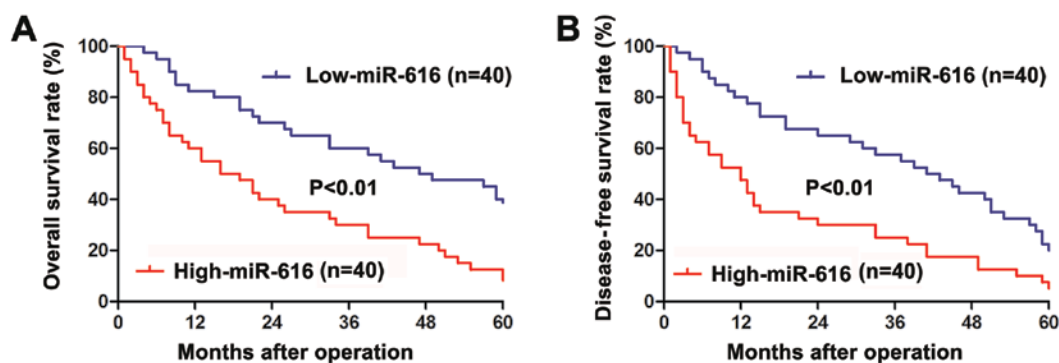 A
Overall survival rate (%)
100
80
60
40
20
0
Low-miR-616 (n=40)
P<0.01
High-miR-616 (n=40)
0 12 24 36 48 60
Months after operation
B
Disease-free survival rate (%)
100
80
60
40
20
0
Low-miR-616 (n=40)
P<0.01
High-miR-616 (n=40)
0 12 24 36 48 60
Months after operation